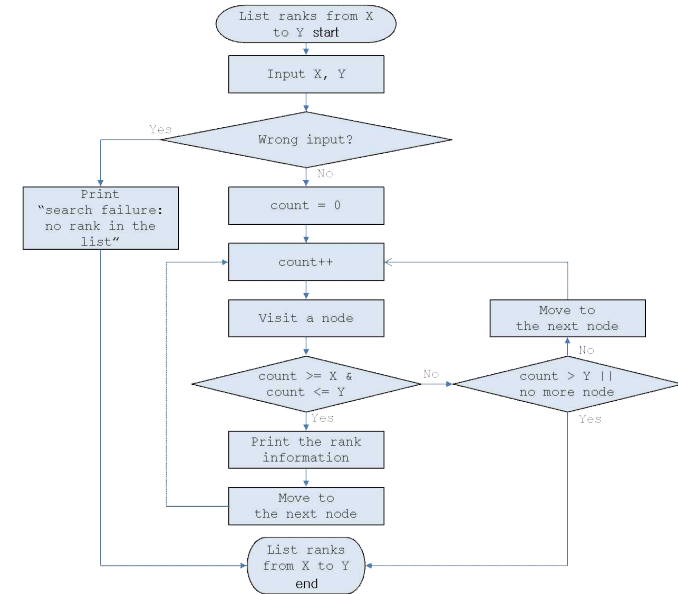 List ranks from X
to Y start
Input X, Y
Wrong input?
Yes
No
Print
“search failure:
no rank in the
list”
count = 0
count++
Visit a node
Move to
the next node
count >= X &
count <= Y
No
count > Y ||
no more node
No
Yes
Yes
Print the rank
information
Move to
the next node
List ranks
from X to Y
end